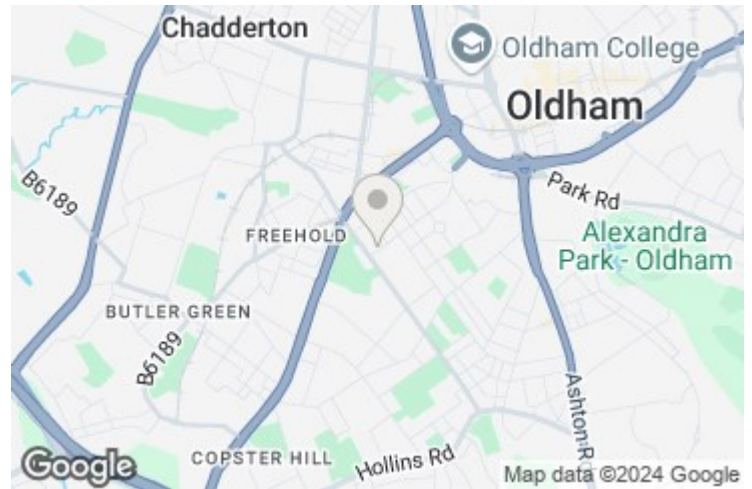 Chadderton
Oldham College
Oldham
B6189
Park Rd
FREEHOLD
Alexandra
Park - Oldham
BUTLER GREEN
B6189
Ashton Rd
COPSTER HILL
Hollins Rd
Google
Map data ©2024 Google